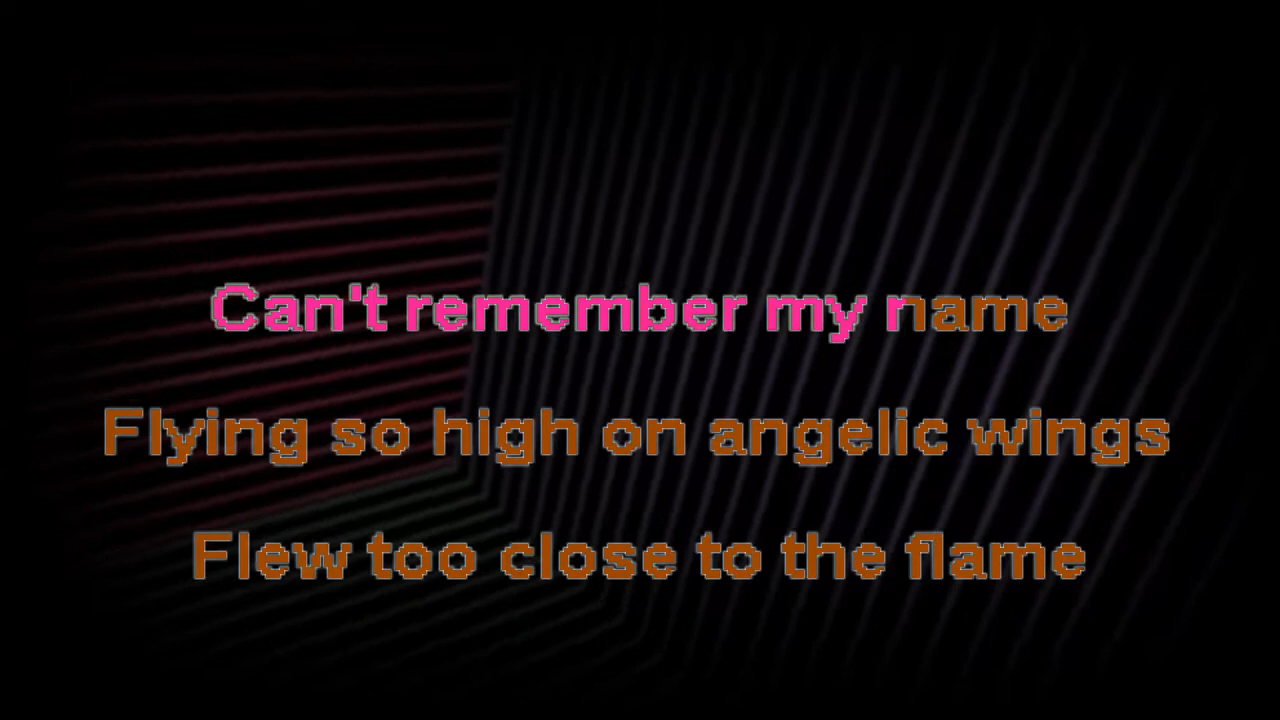 Can't remember my name
Flying so high on angelic wings
Flew too close to the flame